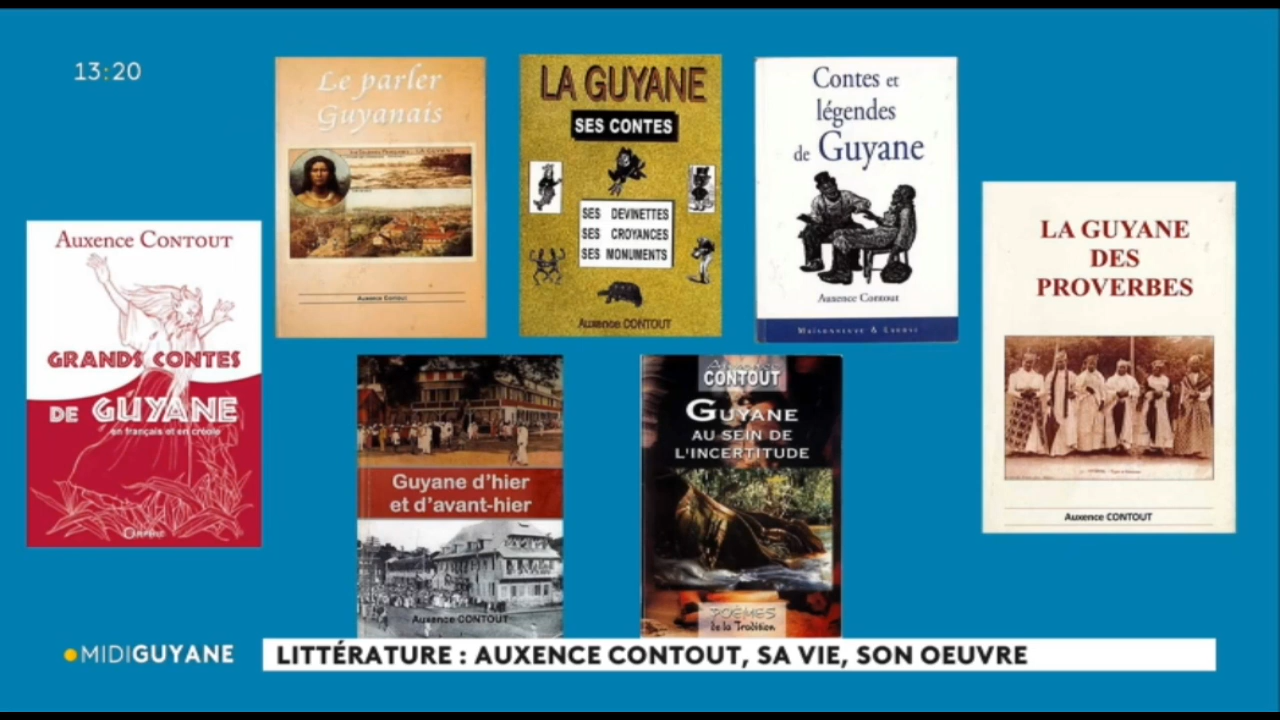 13:20
Le parler
Guyanais
Auxence Contout
LA GUYANE
SES CONTES
SES DEVINETTES
SES CROYANCES
SES MONUMENTS
Auxence CONTOUT
Contes et
légendes
de Guyane
Auxence Contout
MAISONNEUVE & LAROSE
LA GUYANE
DES
PROVERBES
Auxence CONTOUT
Auxence CONTOUT
GRANDS CONTES
DE GUYANE
en français et en créole
Guyane d'hier
et d'avant-hier
Auxence CONTOUT
Auxence
CONTOUT
GUYANE
AU SEIN DE
L'INCERTITUDE
POÈMES
de la Tradition
MIDIGUYANE
LITTÉRATURE : AUXENCE CONTOUT, SA VIE, SON OEUVRE